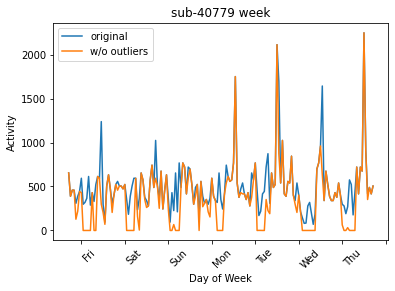 sub-40779 week
original
w/o outliers
Activity
2000
1500
1000
500
0
Fri
Sat
Sun
Mon
Tue
Wed
Thu
Day of Week